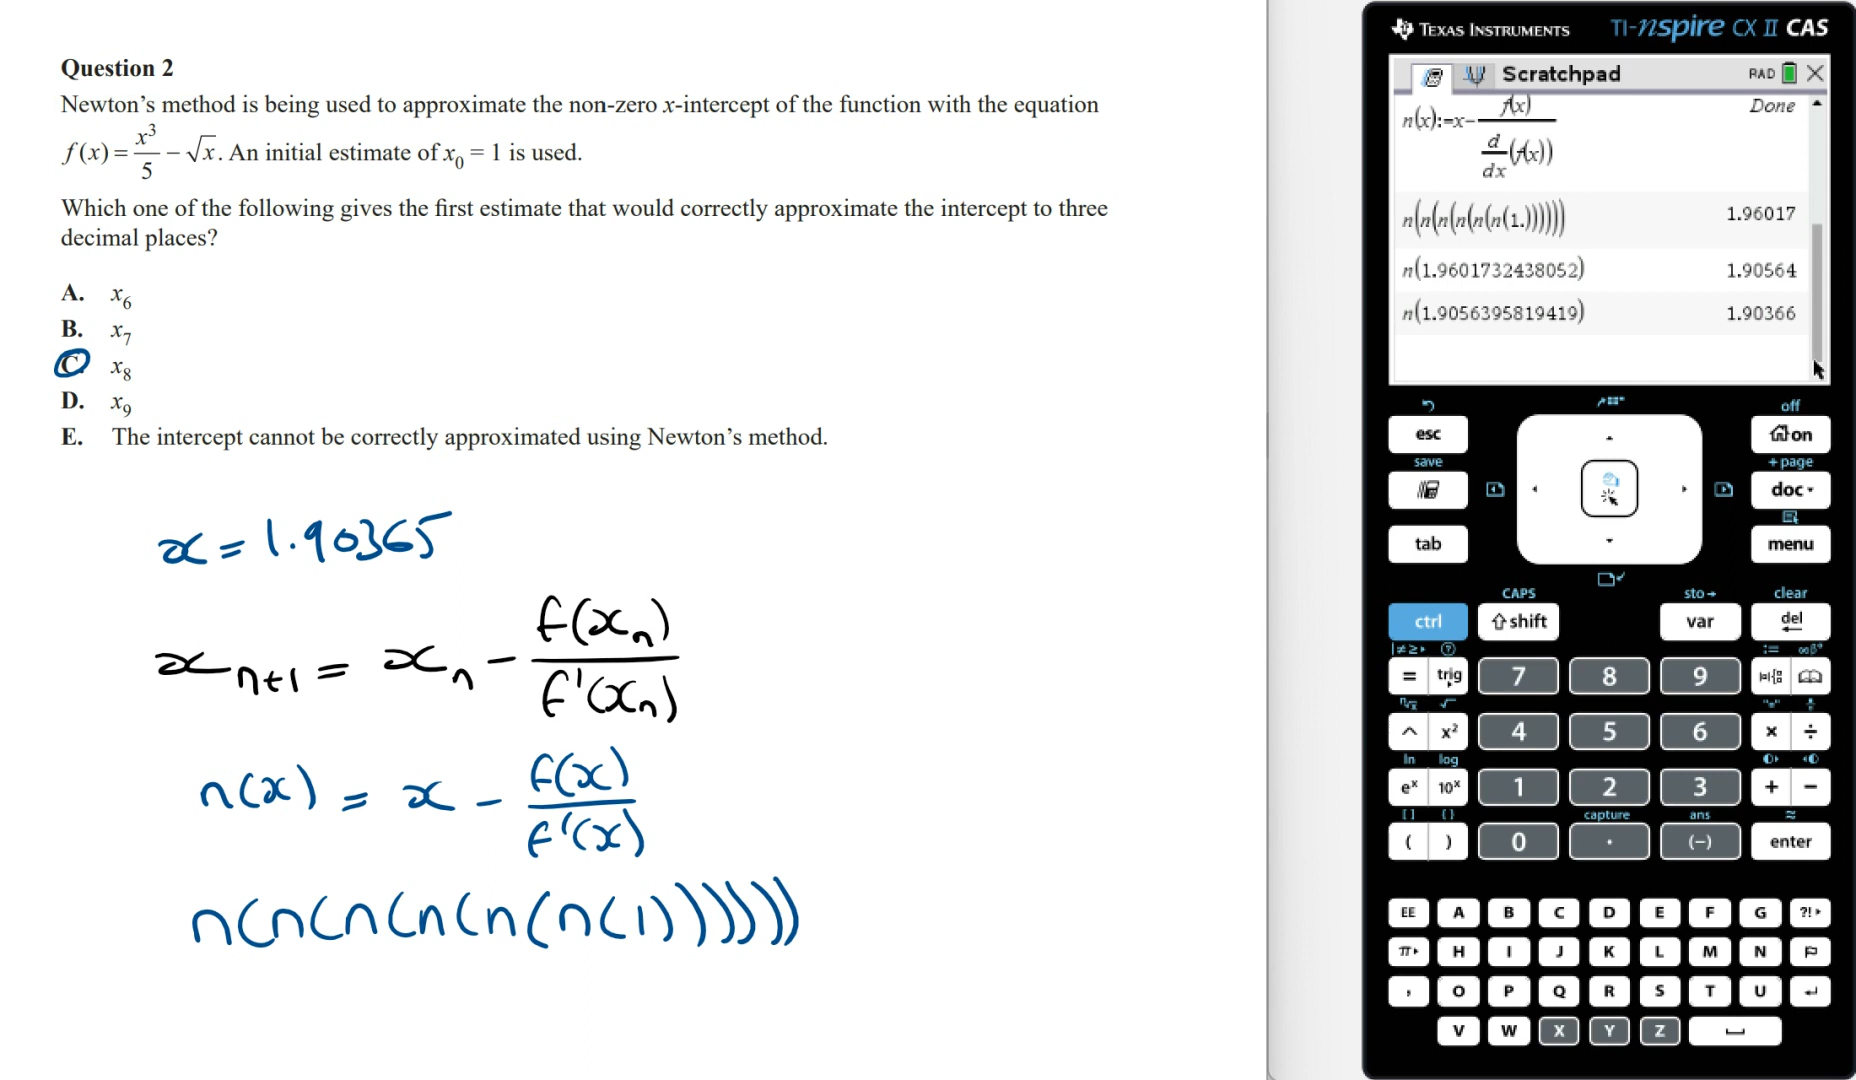 Question 2
Newton’s method is being used to approximate the non-zero x-intercept of the function with the equation
f(x) = x³/5 − √x. An initial estimate of x₀ = 1 is used.
Which one of the following gives the first estimate that would correctly approximate the intercept to three
decimal places?
A. x₆
B. x₇
C. x₈
D. x₉
E. The intercept cannot be correctly approximated using Newton’s method.
x = 1.90365
xₙ₊₁ = xₙ − f(xₙ)/f'(xₙ)
n(x) = x − f(x)/f'(x)
n(n(n(n(n(n(1))))))
TEXAS INSTRUMENTS TI-nspire CX II CAS
Scratchpad RAD
n(x):=x-f(x)/(d/dx(f(x))) Done
n(n(n(n(n(n(1.)))))) 1.96017
n(1.9601732438052) 1.90564
n(1.9056395819419) 1.90366
off
esc on
save +page
doc
tab menu
CAPS sto→ clear
ctrl shift var del
|≠≥▸ ? := ∞β°
= trig 7 8 9
^ x² 4 5 6 × ÷
ln log
eˣ 10ˣ 1 2 3 + −
[ ] { } capture ans ≈
( ) 0 . (−) enter
EE A B C D E F G ?!▸
π▸ H I J K L M N
, O P Q R S T U
V W X Y Z